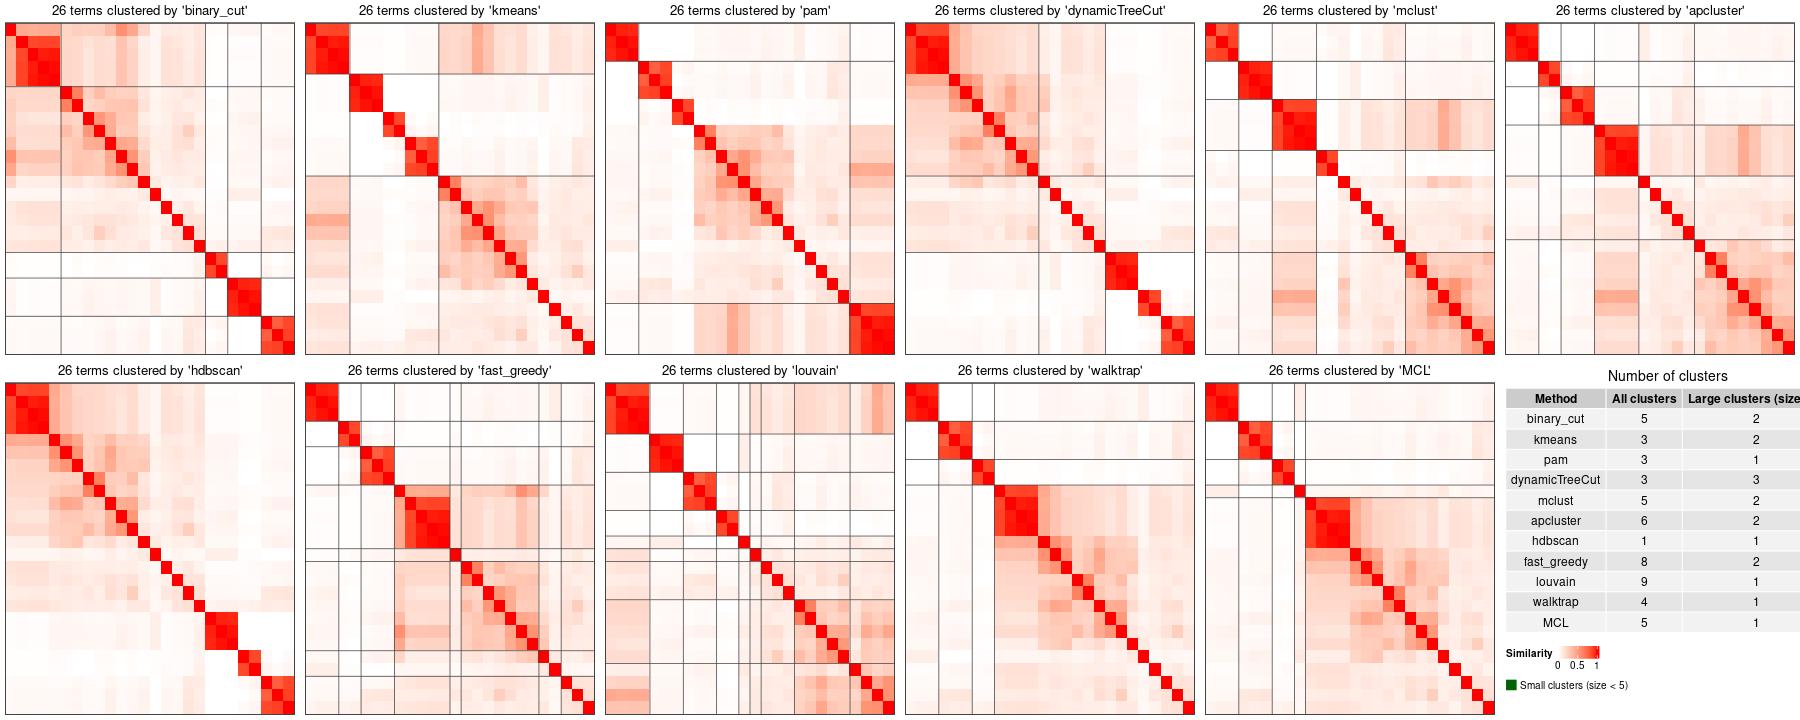 26 terms clustered by 'binary_cut'
26 terms clustered by 'kmeans'
26 terms clustered by 'pam'
26 terms clustered by 'dynamicTreeCut'
26 terms clustered by 'mclust'
26 terms clustered by 'apcluster'
26 terms clustered by 'hdbscan'
26 terms clustered by 'fast_greedy'
26 terms clustered by 'louvain'
26 terms clustered by 'walktrap'
26 terms clustered by 'MCL'
Number of clusters
Method All clusters Large clusters (size
binary_cut 5 2
kmeans 3 2
pam 3 1
dynamicTreeCut 3 3
mclust 5 2
apcluster 6 2
hdbscan 1 1
fast_greedy 8 2
louvain 9 1
walktrap 4 1
MCL 5 1
Similarity
0 0.5 1
Small clusters (size < 5)